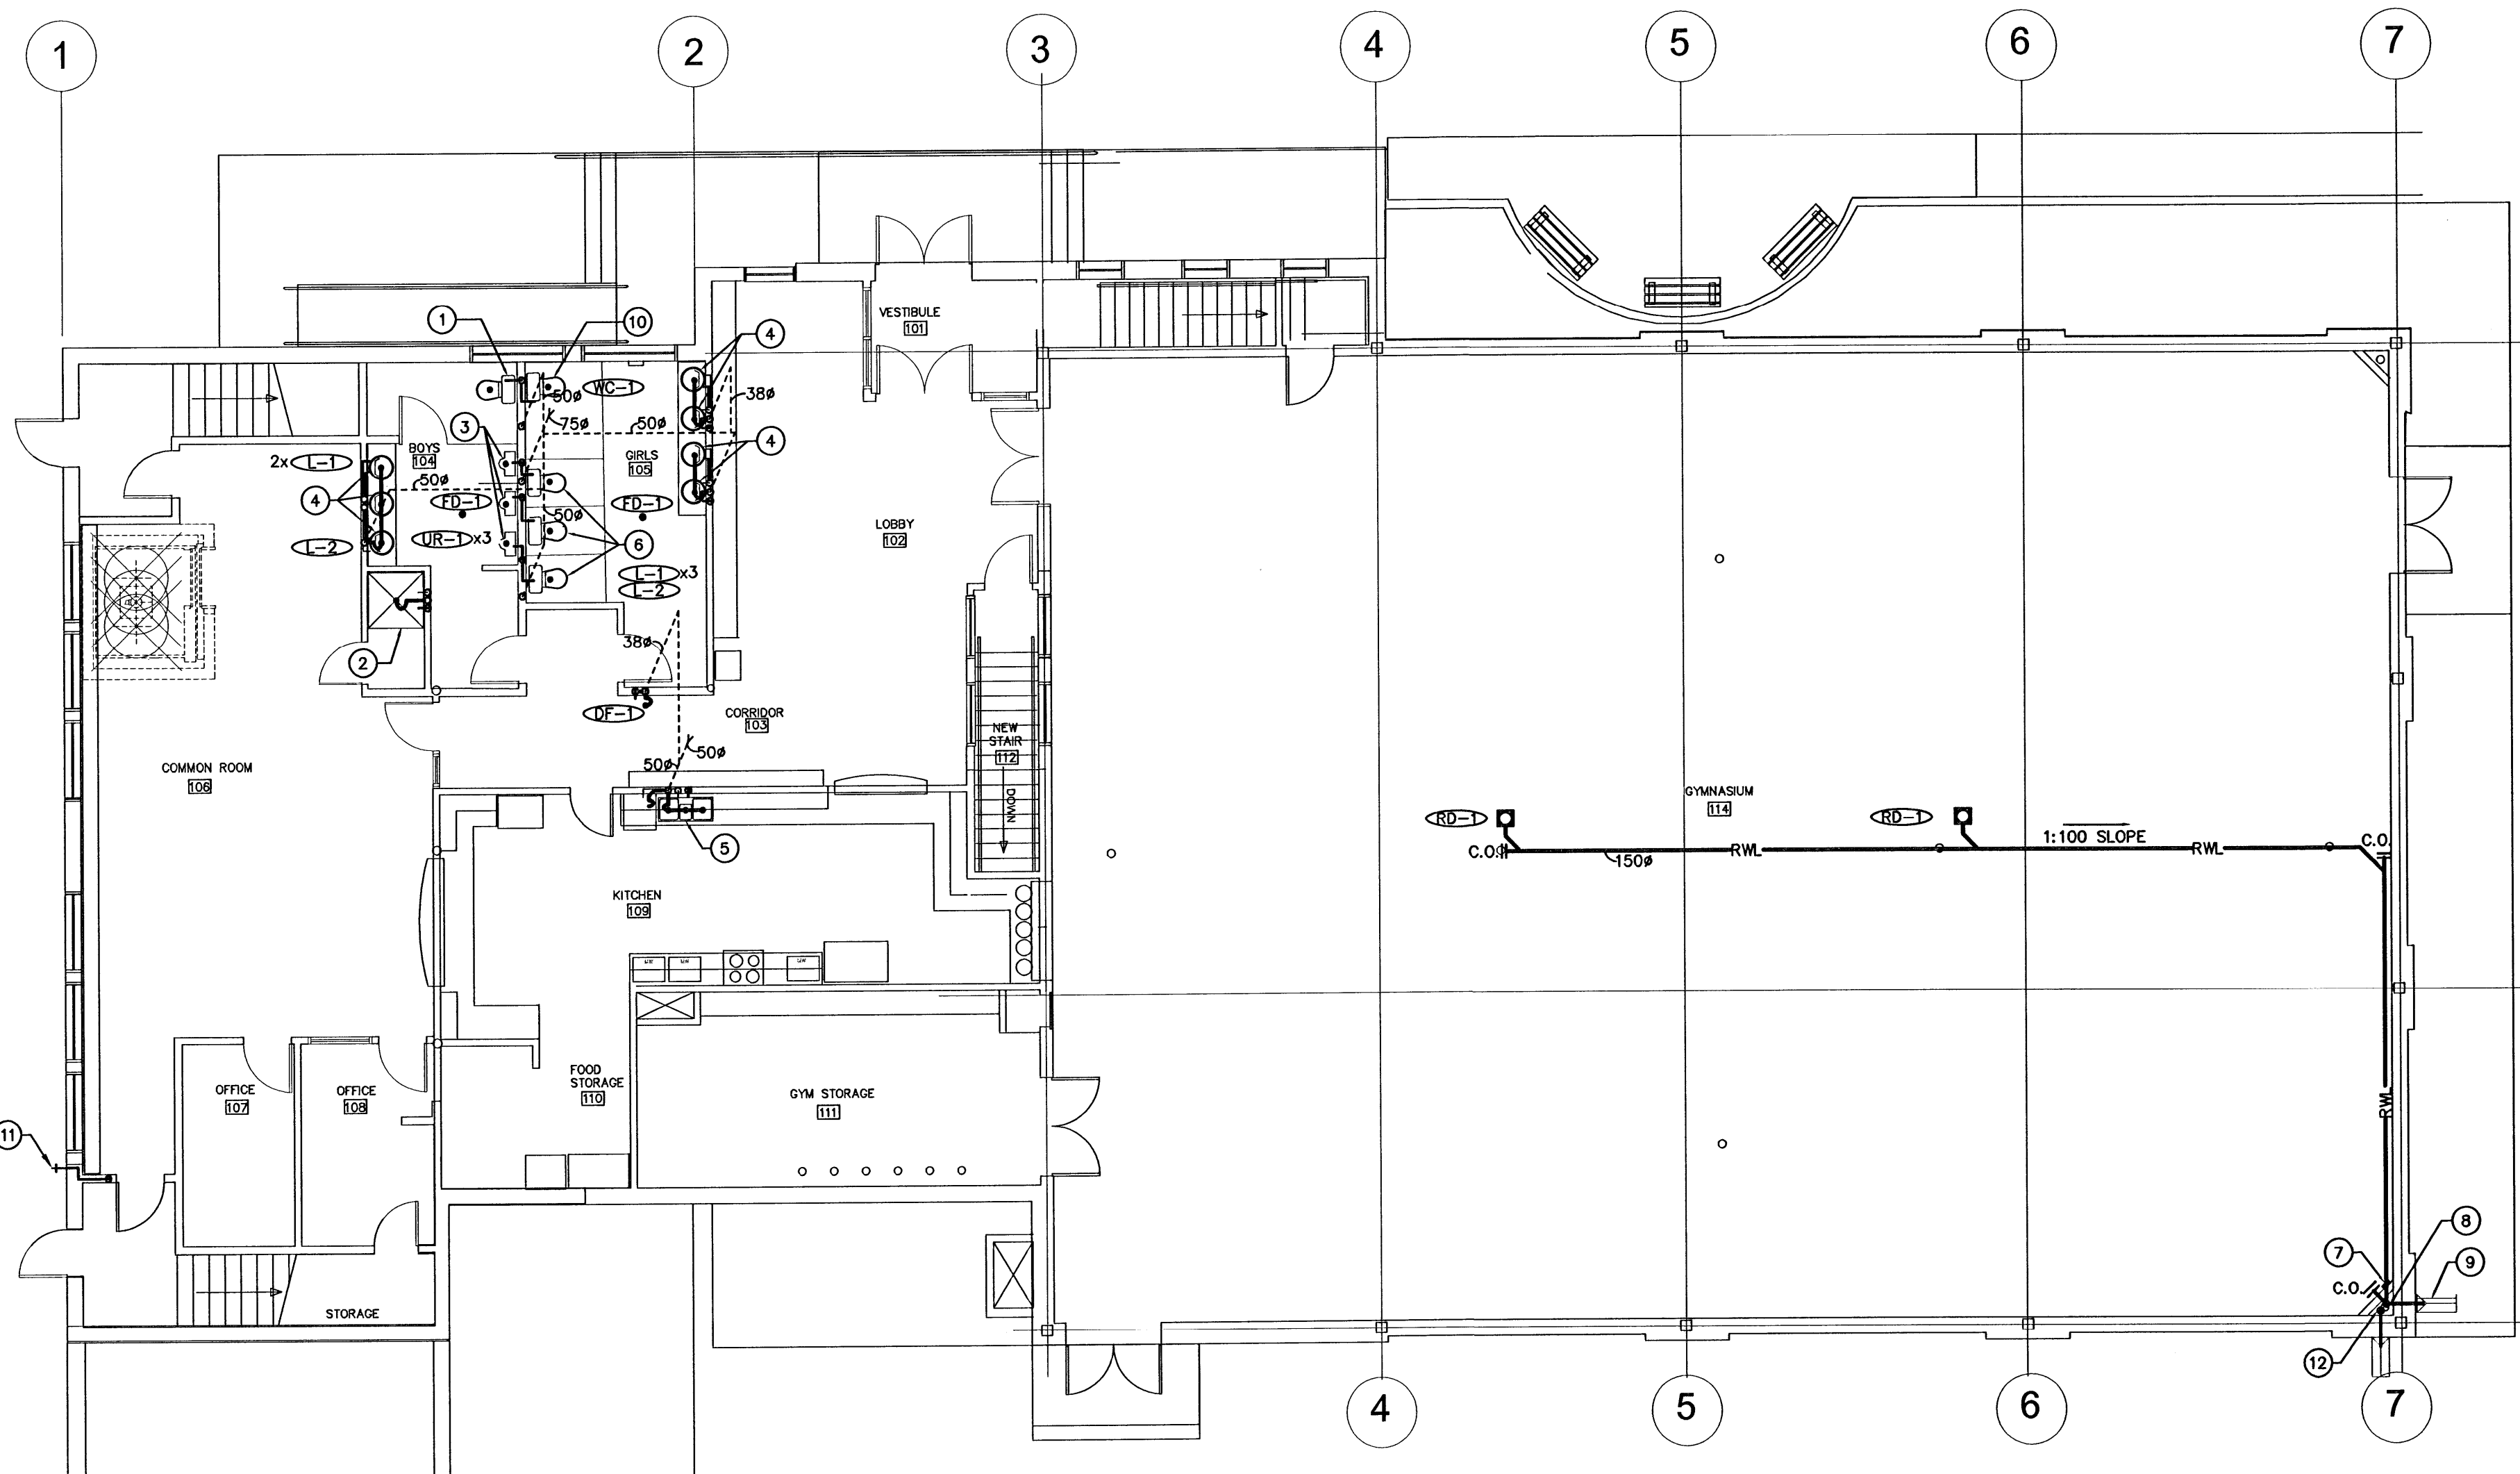 1
2
3
4
5
6
7
VESTIBULE
101
1
10
4
WC-1
50ø
38ø
75ø
50ø
3
4
BOYS
104
GIRLS
105
2x L-1
50ø
4
FD-1
FD-1
50ø
LOBBY
102
L-2
UR-1 x3
6
L-1 x3
L-2
38ø
2
DF-1
CORRIDOR
103
NEW
STAIR
112
50ø
50ø
COMMON ROOM
106
DOWN
GYMNASIUM
114
RD-1
RD-1
1:100 SLOPE
C.O.
150ø
RWL
RWL
C.O.
5
KITCHEN
109
FOOD
STORAGE
110
OFFICE
107
OFFICE
108
GYM STORAGE
111
RWL
11
8
7
9
C.O.
STORAGE
12
4
5
6
7